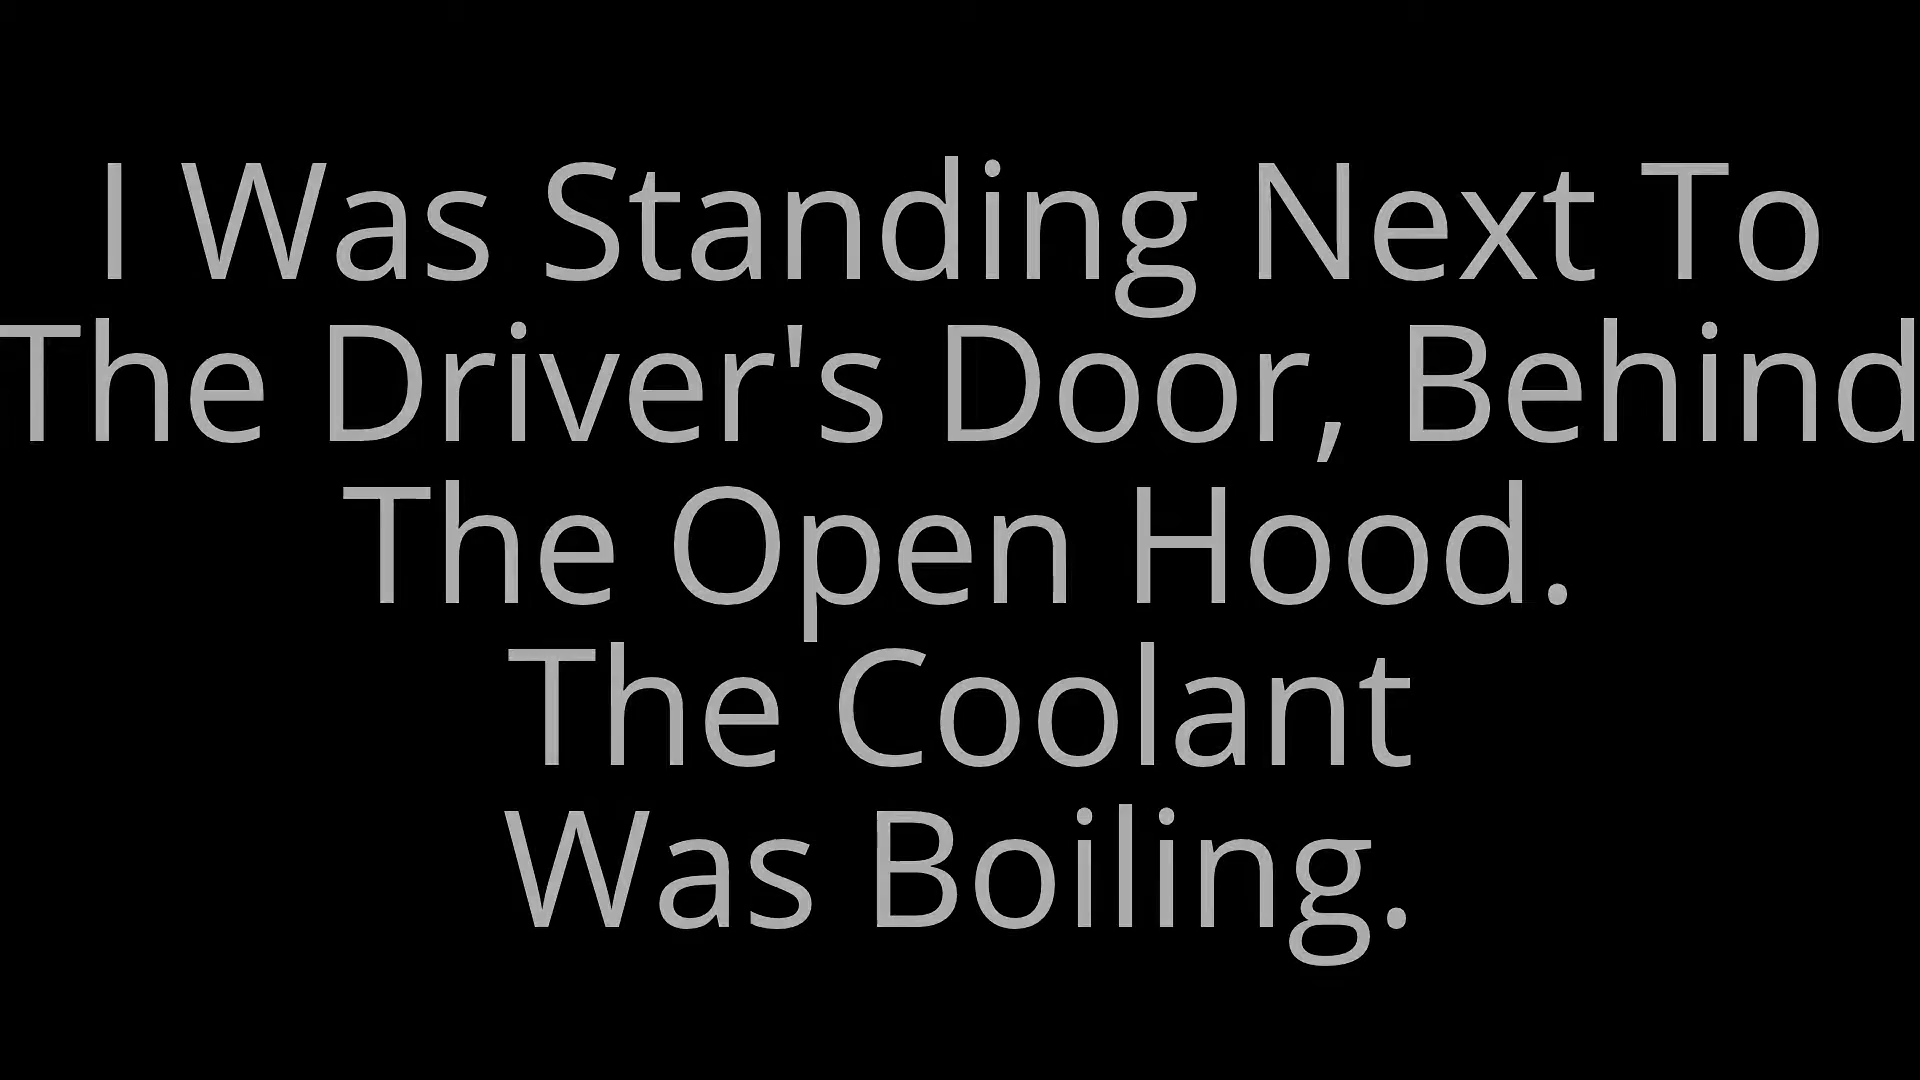 I Was Standing Next To
The Driver's Door, Behind
The Open Hood.
The Coolant
Was Boiling.